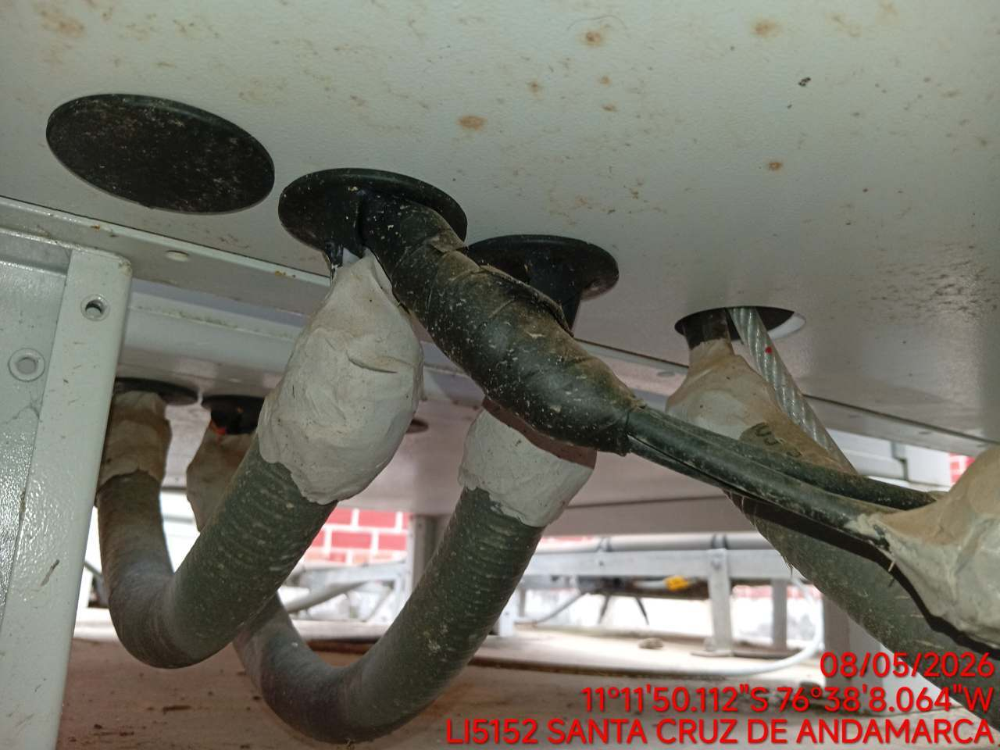 08/05/2026
11°11'50.112"S 76°38'8.064"W
LI5152 SANTA CRUZ DE ANDAMARCA